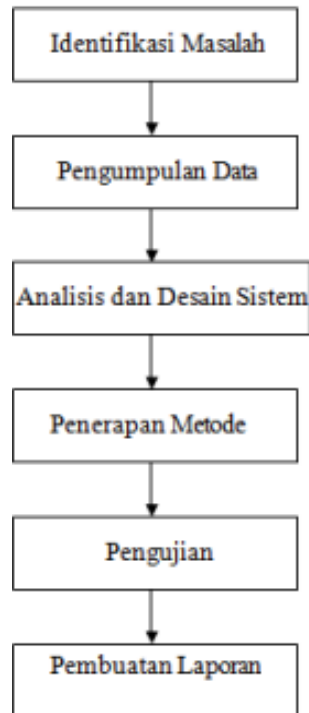 Identifikasi Masalah
Pengumpulan Data
Analisis dan Desain Sistem
Penerapan Metode
Pengujian
Pembuatan Laporan